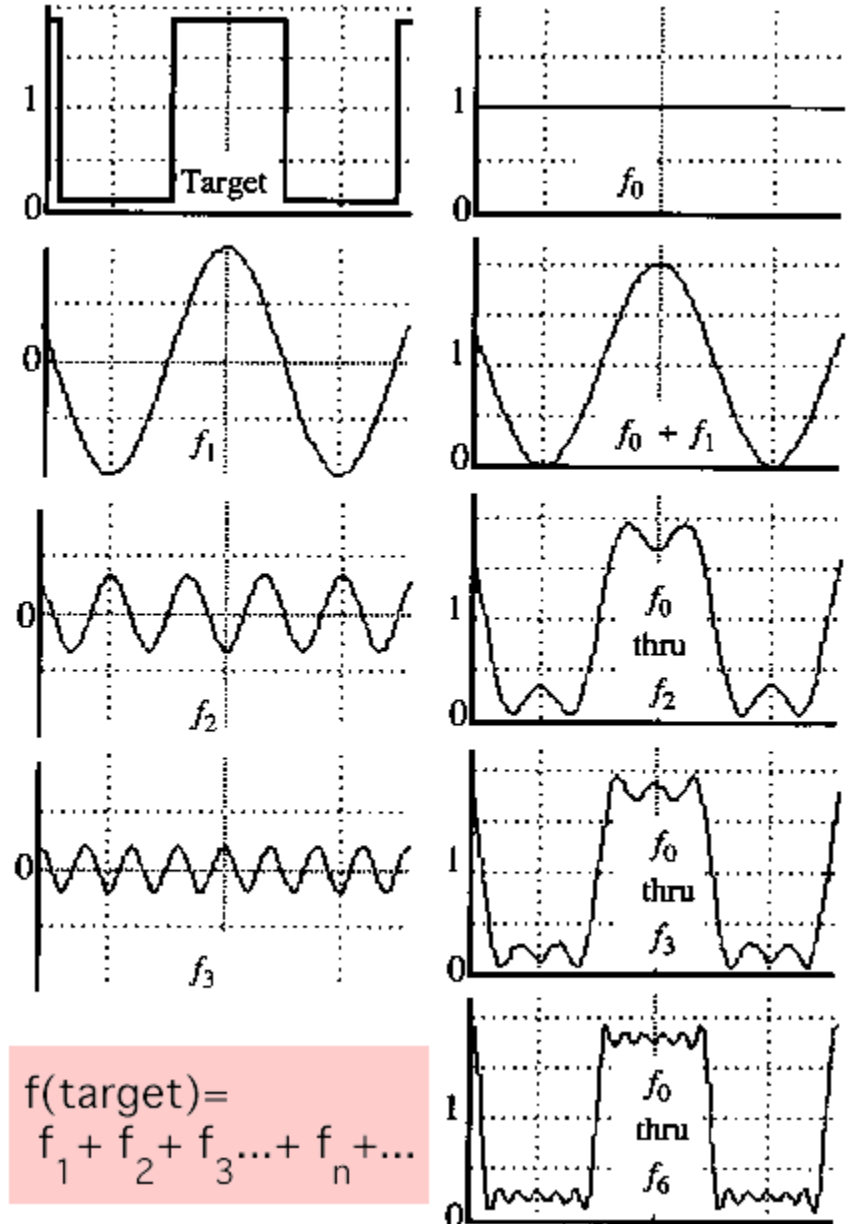 1
0
Target
1
0
f₀
0
f₁
1
0
f₀ + f₁
0
f₂
1
0
f₀
thru
f₂
0
f₃
1
0
f₀
thru
f₃
f(target)=
f₁ + f₂ + f₃...+ fₙ+...
1
0
f₀
thru
f₆